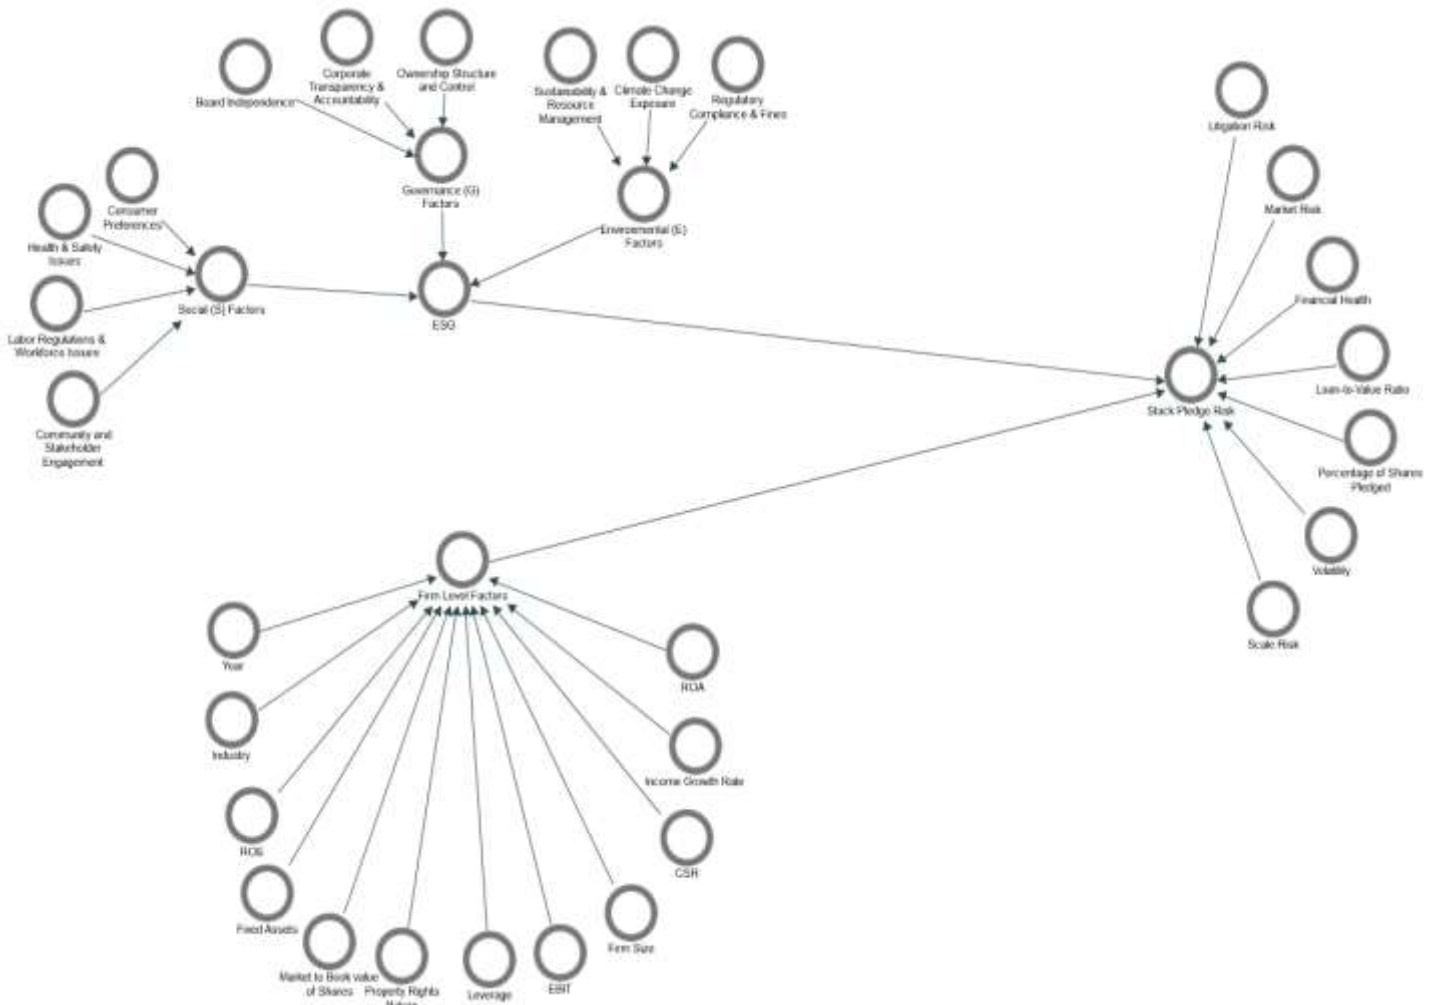 Board Independence
Corporate
Transparency &
Accountability
Ownership Structure
and Control
Sustainability &
Resource
Management
Climate Change
Exposure
Regulatory
Compliance & Fines
Litigation Risk
Governance (G)
Factors
Consumer
Preferences
Market Risk
Environmental (E)
Factors
Health & Safety
Issues
Social (S) Factors
ESG
Financial Health
Labor Regulations &
Workforce Issues
Loan-to-Value Ratio
Stock Pledge Risk
Community and
Stakeholder
Engagement
Percentage of Shares
Pledged
Volatility
Firm Level Factors
Scale Risk
Year
ROA
Industry
Income Growth Rate
ROE
CSR
Fixed Assets
Firm Size
Market to Book value
of Shares
Property Rights
Leverage
EBIT